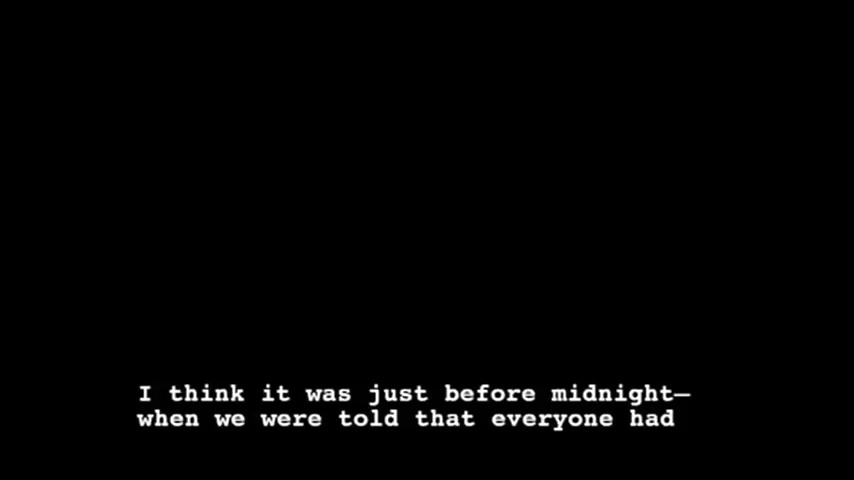 I think it was just before midnight—
when we were told that everyone had